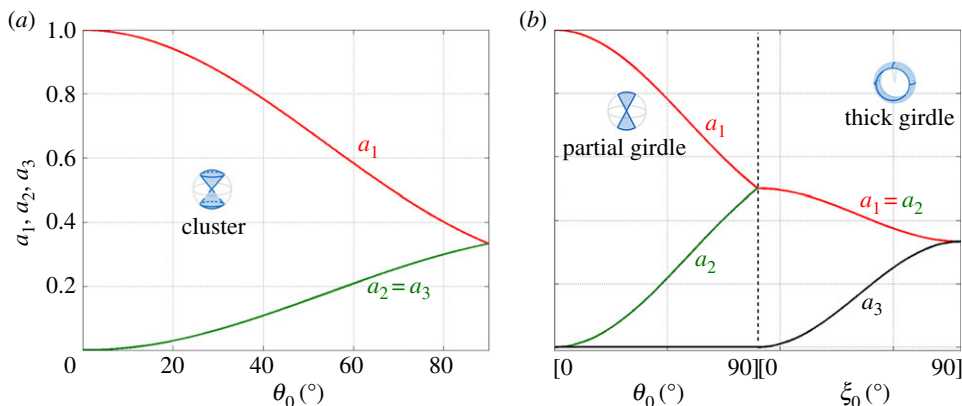 (a)
1.0
0.8
0.6
0.4
0.2
0
a₁, a₂, a₃
a₁
cluster
a₂ = a₃
20
40
60
80
θ₀ (°)
(b)
a₁
partial girdle
thick girdle
a₁ = a₂
a₂
a₃
[0
90][0
90]
θ₀ (°)
ξ₀ (°)